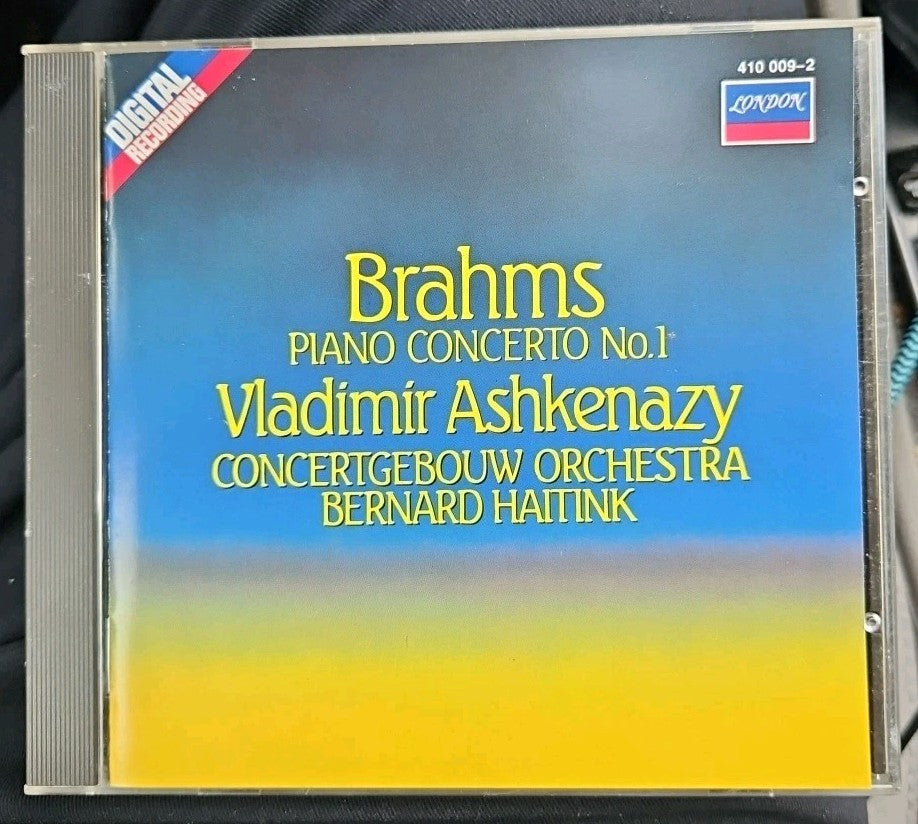 DIGITAL
RECORDING
410 009-2
LONDON
Brahms
PIANO CONCERTO No.1
Vladimir Ashkenazy
CONCERTGEBOUW ORCHESTRA
BERNARD HAITINK